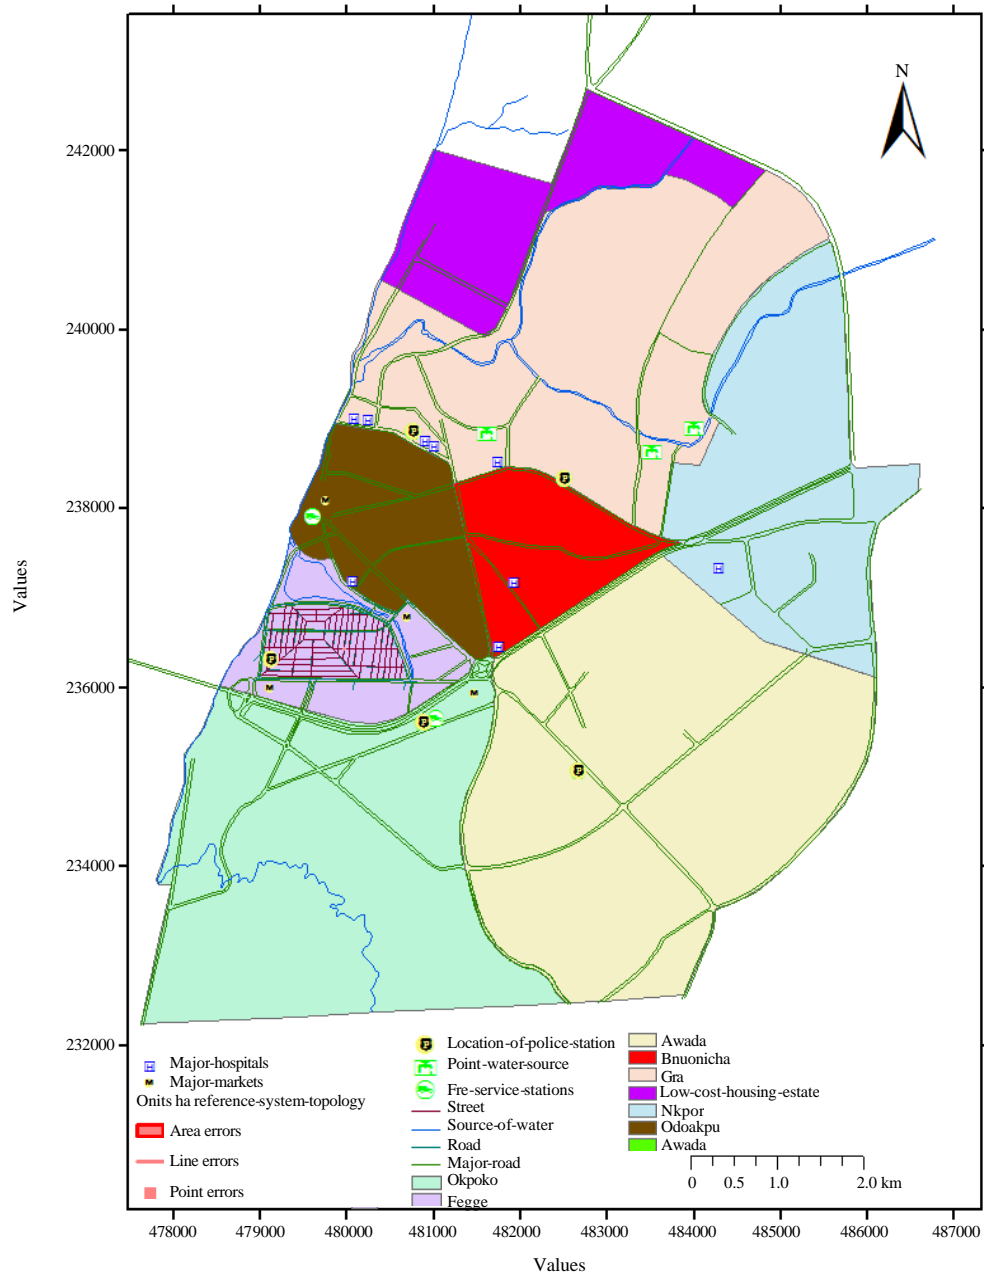 N
242000
240000
238000
236000
234000
232000
Values
Major-hospitals
Major-markets
Onits ha reference-system-topology
Area errors
Line errors
Point errors
Location-of-police-station
Point-water-source
Fre-service-stations
Street
Source-of-water
Road
Major-road
Okpoko
Fegge
Awada
Bnuonicha
Gra
Low-cost-housing-estate
Nkpor
Odoakpu
Awada
0 0.5 1.0 2.0 km
478000 479000 480000 481000 482000 483000 484000 485000 486000 487000
Values